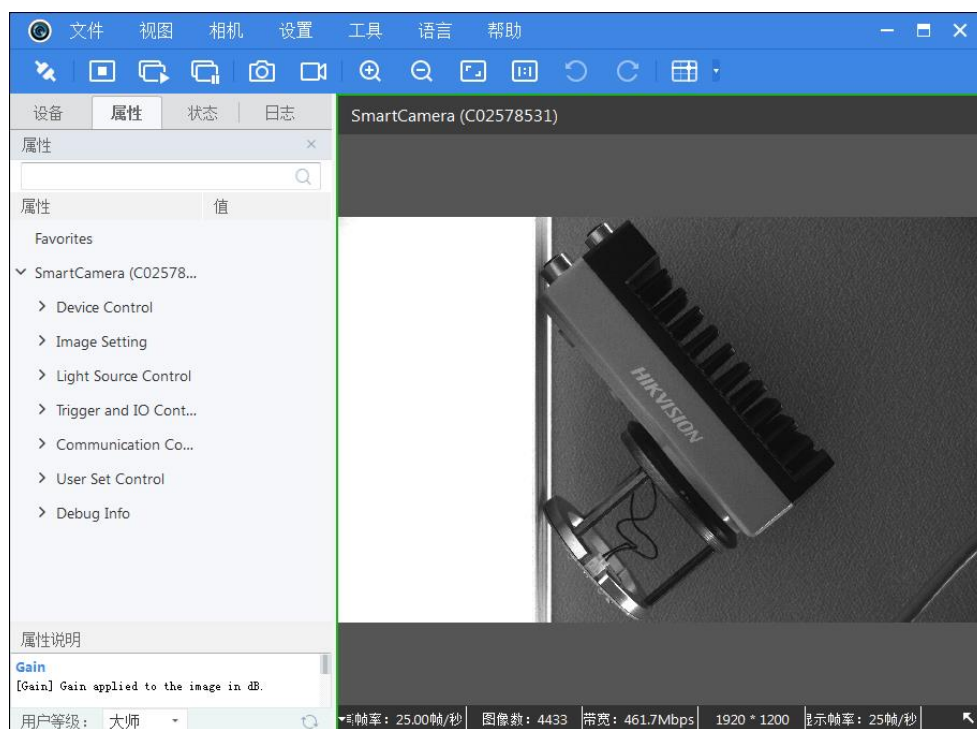 文件 视图 相机 设置 工具 语言 帮助
设备 属性 状态 日志
属性
属性 值
Favorites
SmartCamera (C02578...
Device Control
Image Setting
Light Source Control
Trigger and IO Cont...
Communication Co...
User Set Control
Debug Info
属性说明
Gain
[Gain] Gain applied to the image in dB.
用户等级: 大师
SmartCamera (C02578531)
HIKVISION
帧率: 25.00帧/秒 图像数: 4433 带宽: 461.7Mbps 1920 * 1200 显示帧率: 25帧/秒